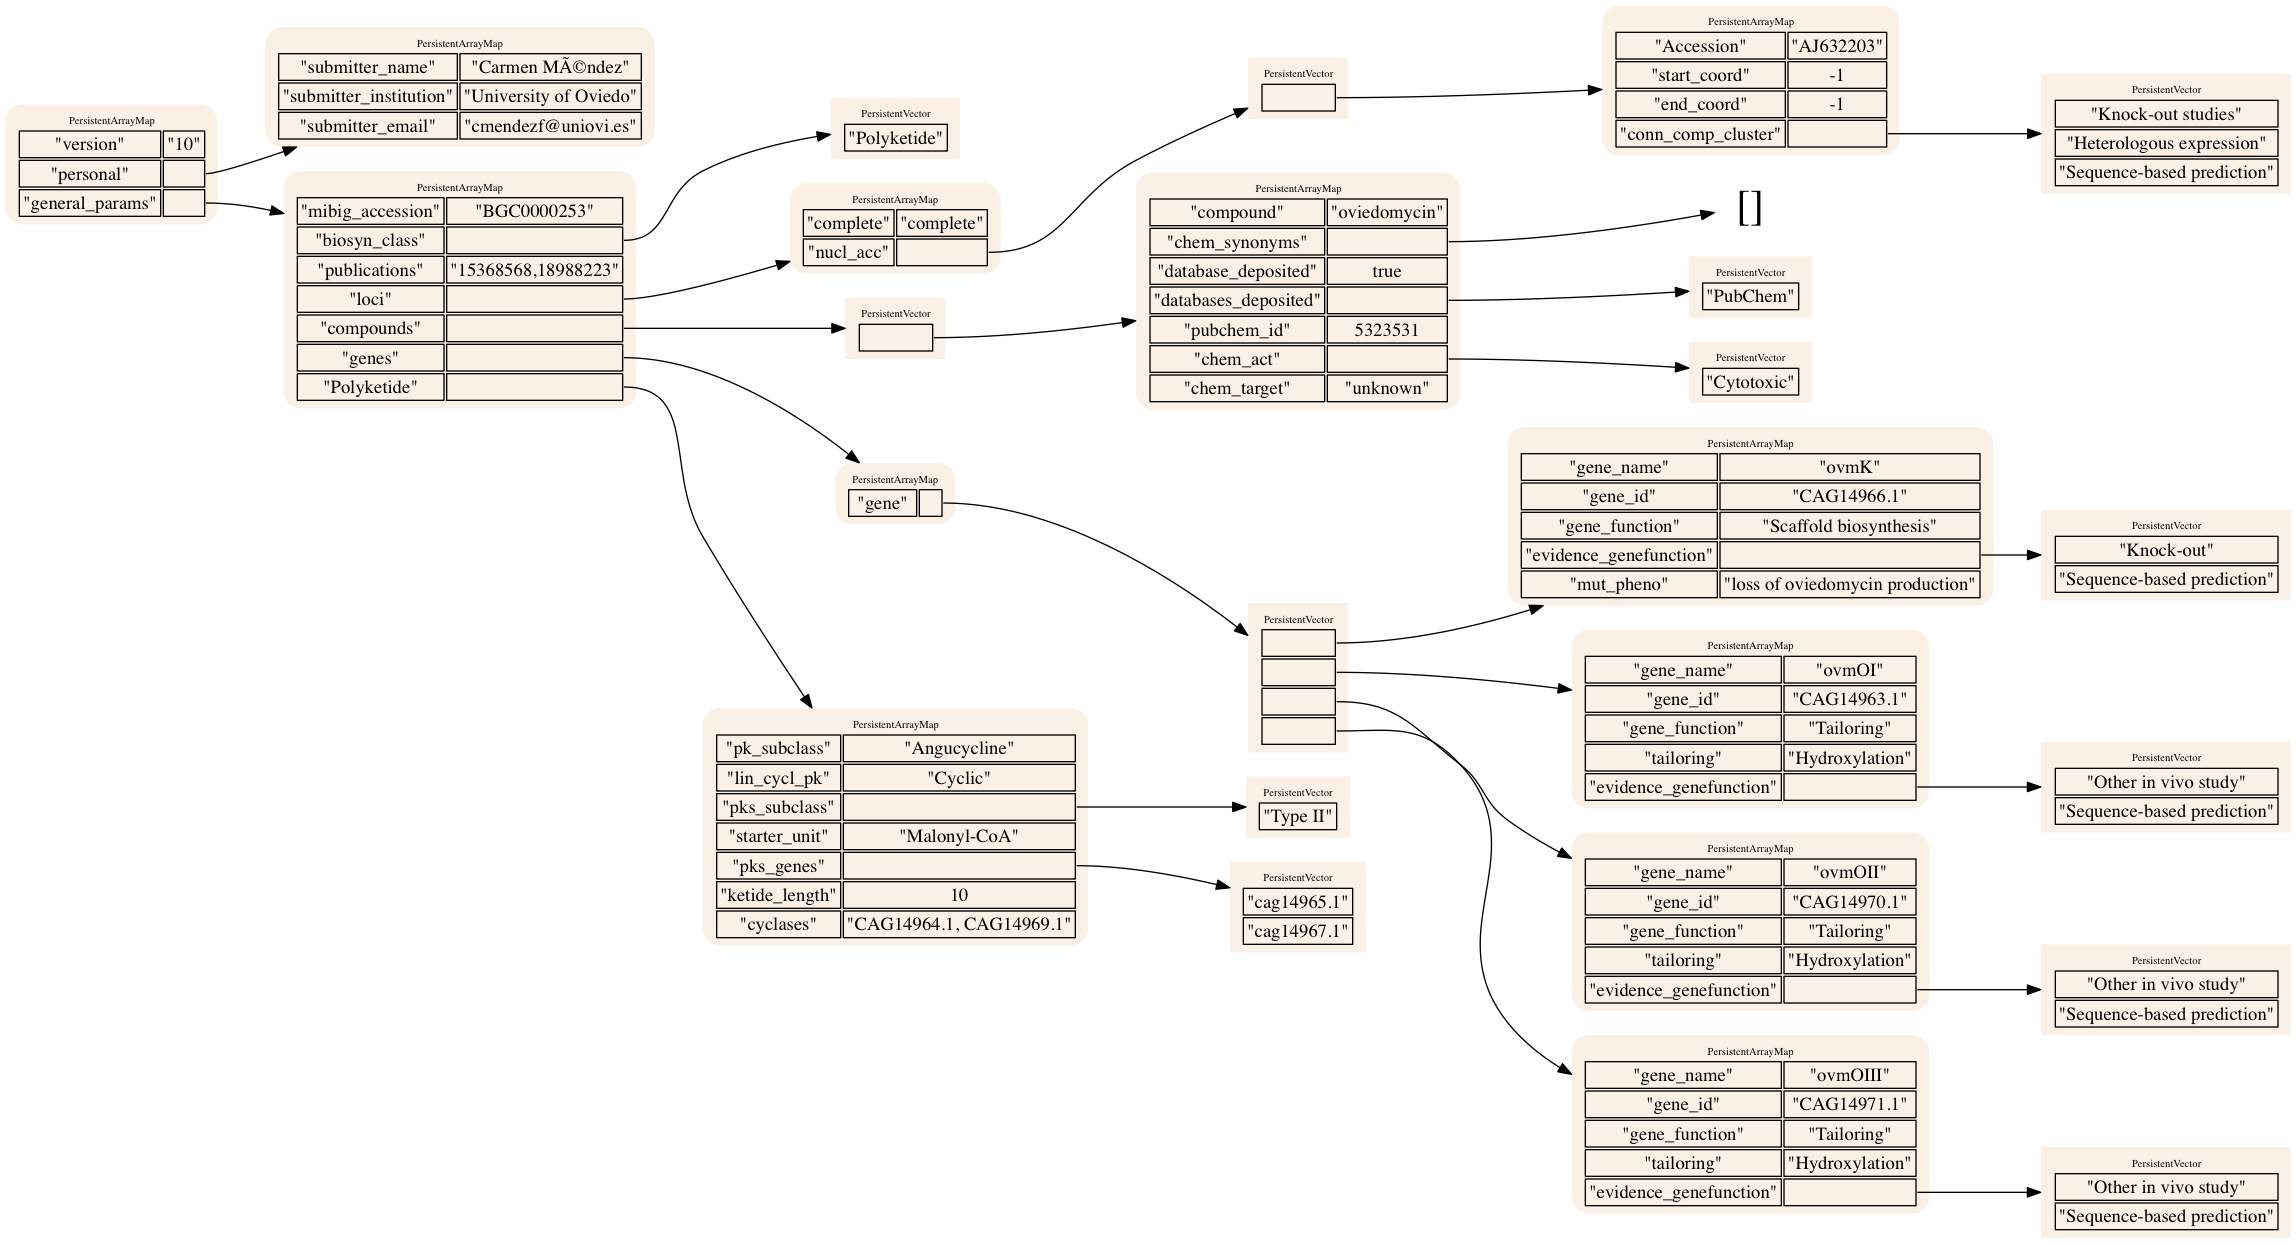 PersistentArrayMap
"version" "10"
"personal"
"general_params"
PersistentArrayMap
"submitter_name" "Carmen MÃ©ndez"
"submitter_institution" "University of Oviedo"
"submitter_email" "cmendezf@uniovi.es"
PersistentArrayMap
"mibig_accession" "BGC0000253"
"biosyn_class"
"publications" "15368568,18988223"
"loci"
"compounds"
"genes"
"Polyketide"
PersistentVector
"Polyketide"
PersistentArrayMap
"complete" "complete"
"nucl_acc"
PersistentVector
PersistentArrayMap
"gene"
PersistentArrayMap
"pk_subclass" "Angucycline"
"lin_cycl_pk" "Cyclic"
"pks_subclass"
"starter_unit" "Malonyl-CoA"
"pks_genes"
"ketide_length" 10
"cyclases" "CAG14964.1, CAG14969.1"
PersistentVector
PersistentArrayMap
"compound" "oviedomycin"
"chem_synonyms"
"database_deposited" true
"databases_deposited"
"pubchem_id" 5323531
"chem_act"
"chem_target" "unknown"
PersistentVector
PersistentVector
"Type II"
PersistentVector
"cag14965.1"
"cag14967.1"
PersistentArrayMap
"Accession" "AJ632203"
"start_coord" -1
"end_coord" -1
"conn_comp_cluster"
[]
PersistentVector
"PubChem"
PersistentVector
"Cytotoxic"
PersistentArrayMap
"gene_name" "ovmK"
"gene_id" "CAG14966.1"
"gene_function" "Scaffold biosynthesis"
"evidence_genefunction"
"mut_pheno" "loss of oviedomycin production"
PersistentArrayMap
"gene_name" "ovmOI"
"gene_id" "CAG14963.1"
"gene_function" "Tailoring"
"tailoring" "Hydroxylation"
"evidence_genefunction"
PersistentArrayMap
"gene_name" "ovmOII"
"gene_id" "CAG14970.1"
"gene_function" "Tailoring"
"tailoring" "Hydroxylation"
"evidence_genefunction"
PersistentArrayMap
"gene_name" "ovmOIII"
"gene_id" "CAG14971.1"
"gene_function" "Tailoring"
"tailoring" "Hydroxylation"
"evidence_genefunction"
PersistentVector
"Knock-out studies"
"Heterologous expression"
"Sequence-based prediction"
PersistentVector
"Knock-out"
"Sequence-based prediction"
PersistentVector
"Other in vivo study"
"Sequence-based prediction"
PersistentVector
"Other in vivo study"
"Sequence-based prediction"
PersistentVector
"Other in vivo study"
"Sequence-based prediction"